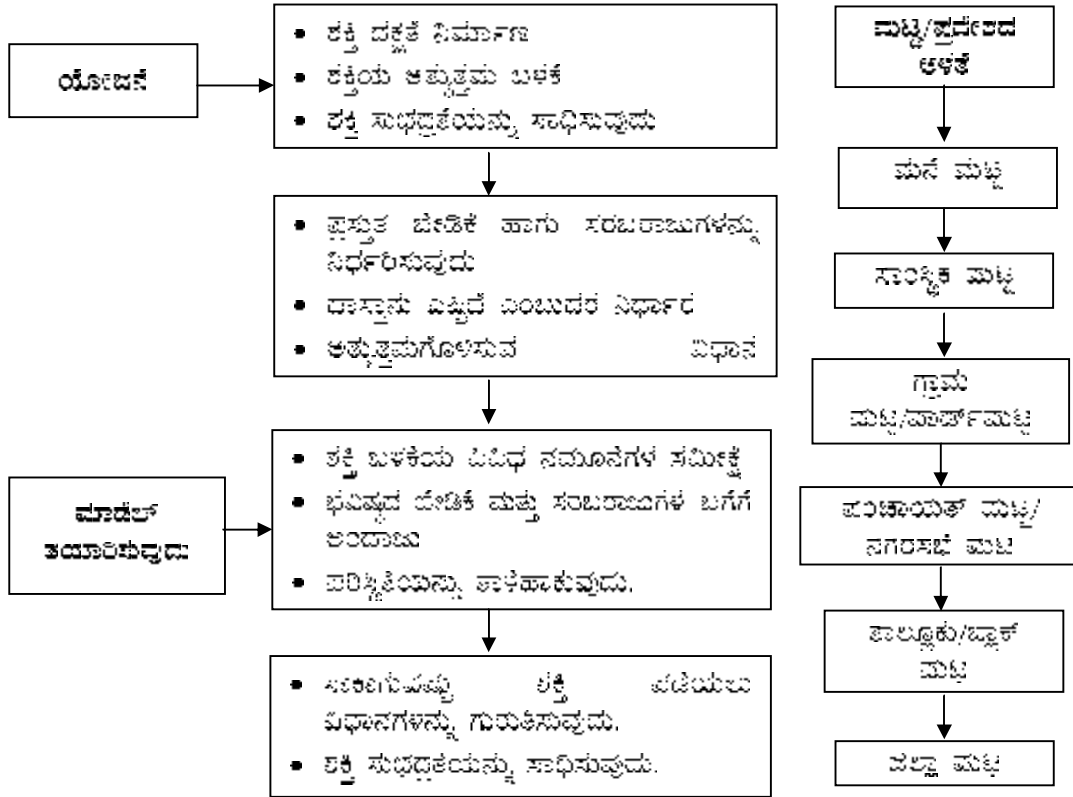 ಯೋಜನೆ
ಶಕ್ತಿ ದಕ್ಷತೆ ನಿರ್ಮಾಣ
ಶಕ್ತಿಯ ಅತ್ಯುತ್ತಮ ಬಳಕೆ
ಶಕ್ತಿ ಸುಭದ್ರತೆಯನ್ನು ಸಾಧಿಸುವುದು
ಪ್ರಸ್ತುತ ಬೇಡಿಕೆ ಹಾಗು ಸರಬರಾಜುಗಳನ್ನು
ನಿರ್ಧರಿಸುವುದು
ದಾಸ್ತಾನು ಎಷ್ಟಿದೆ ಎಂಬುದರ ನಿರ್ಧಾರ
ಅತ್ಯುತ್ತಮಗೊಳಿಸುವ ವಿಧಾನ
ಮಾಡೆಲ್
ತಯಾರಿಸುವುದು
ಶಕ್ತಿ ಬಳಕೆಯ ವಿವಿಧ ನಮೂನೆಗಳ ಸಮೀಕ್ಷೆ
ಭವಿಷ್ಯದ ಬೇಡಿಕೆ ಮತ್ತು ಸರಬರಾಜುಗಳ ಬಗೆಗೆ
ಅಂದಾಜು
ಪರಿಸ್ಥಿತಿಯನ್ನು ತಾಳೆಹಾಕುವುದು.
ಸಾಕಾಗುವಷ್ಟು ಶಕ್ತಿ ಪಡೆಯಲು
ವಿಧಾನಗಳನ್ನು ಗುರುತಿಸುವುದು.
ಶಕ್ತಿ ಸುಭದ್ರತೆಯನ್ನು ಸಾಧಿಸುವುದು.
ಮಟ್ಟ/ಪ್ರದೇಶದ
ಅಳತೆ
ಮನೆ ಮಟ್ಟ
ಸಾಂಸ್ಥಿಕ ಮಟ್ಟ
ಗ್ರಾಮ
ಮಟ್ಟ/ವಾರ್ಡ್‌ಮಟ್ಟ
ಪಂಚಾಯತ್ ಮಟ್ಟ/
ನಗರಸಭೆ ಮಟ್ಟ
ತಾಲ್ಲೂಕು/ಬ್ಲಾಕ್
ಮಟ್ಟ
ಜಿಲ್ಲಾ ಮಟ್ಟ